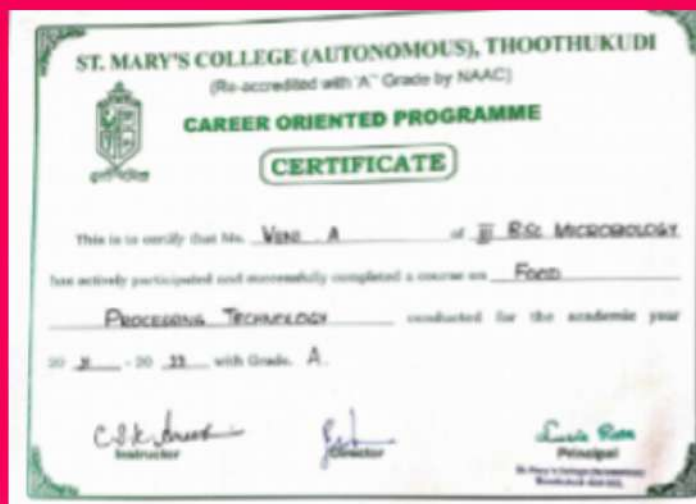 ST. MARY'S COLLEGE (AUTONOMOUS), THOOTHUKUDI
(Re-accredited with 'A+' Grade by NAAC)
CAREER ORIENTED PROGRAMME
CERTIFICATE
This is to certify that Ms. VENI A of III B.Sc MICROBIOLOGY
has actively participated and successfully completed a course on FOOD
PROCESSING TECHNOLOGY conducted for the academic year
20 - 20 22 with Grade. A.
Instructor Director Principal